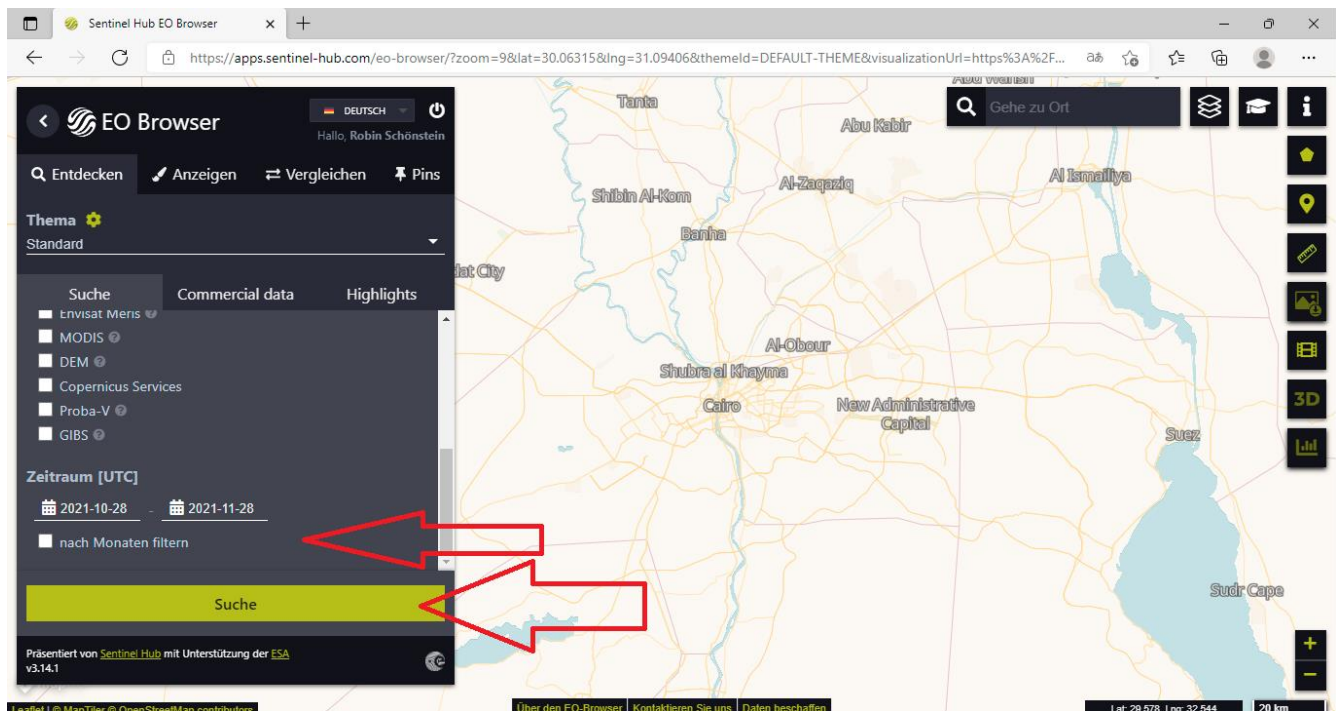 Sentinel Hub EO Browser
https://apps.sentinel-hub.com/eo-browser/?zoom=9&lat=30.06315&lng=31.09406&themeId=DEFAULT-THEME&visualizationUrl=https%3A%2F...
EO Browser
DEUTSCH
Hallo, Robin Schönstein
Entdecken
Anzeigen
Vergleichen
Pins
Thema
Standard
Suche
Commercial data
Highlights
Envisat Meris
MODIS
DEM
Copernicus Services
Proba-V
GIBS
Zeitraum [UTC]
2021-10-28 - 2021-11-28
nach Monaten filtern
Suche
Präsentiert von Sentinel Hub mit Unterstützung der ESA
v3.14.1
Gehe zu Ort
3D
Tanta
Abu Kabir
Shibin Al-Kom
Al-Zaqaziq
Al Ismailiya
Banha
dat City
Al-Obour
Shubra al Khayma
Cairo
New Administrative
Capital
Suez
Sudr Cape
+
−
Leaflet | © MapTiler © OpenStreetMap contributors
Über den EO-Browser | Kontaktieren Sie uns | Daten beschaffen
Lat: 29.578, Lng: 32.544
20 km